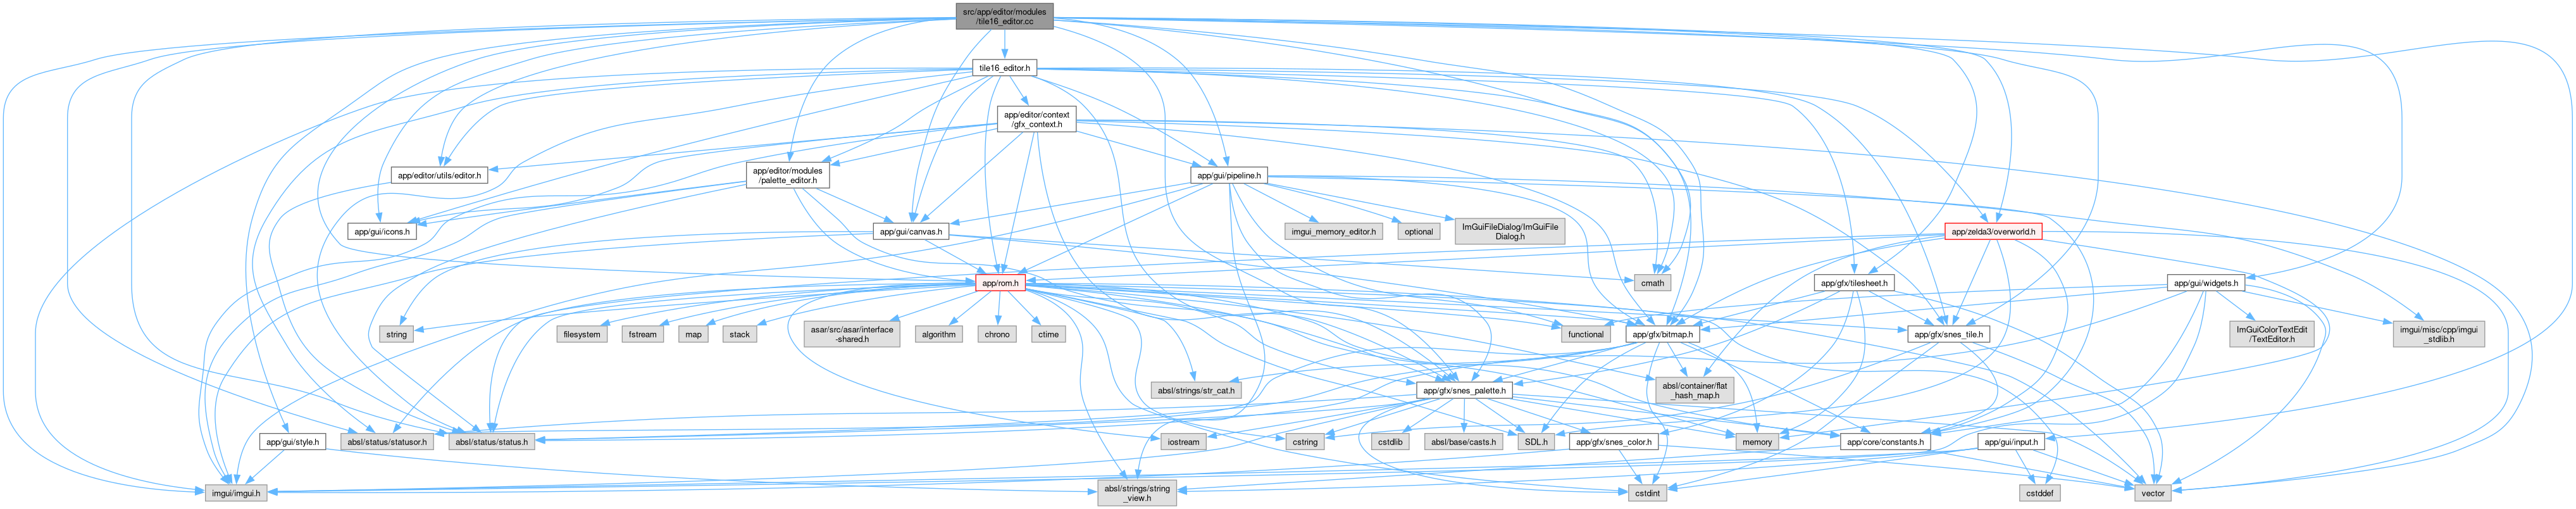 src/app/editor/modules
/tile16_editor.cc
tile16_editor.h
app/editor/context
/gfx_context.h
app/editor/utils/editor.h
app/editor/modules
/palette_editor.h
app/gui/pipeline.h
app/gui/icons.h
app/gui/canvas.h
imgui_memory_editor.h
optional
ImGuiFileDialog/ImGuiFile
Dialog.h
app/zelda3/overworld.h
app/rom.h
cmath
app/gfx/tilesheet.h
app/gui/widgets.h
string
filesystem
fstream
map
stack
asar/src/asar/interface
-shared.h
algorithm
chrono
ctime
functional
app/gfx/bitmap.h
app/gfx/snes_tile.h
ImGuiColorTextEdit
/TextEditor.h
imgui/misc/cpp/imgui
_stdlib.h
absl/strings/str_cat.h
app/gfx/snes_palette.h
absl/container/flat
_hash_map.h
app/gui/style.h
absl/status/statusor.h
absl/status/status.h
iostream
cstring
cstdlib
absl/base/casts.h
SDL.h
app/gfx/snes_color.h
memory
app/core/constants.h
app/gui/input.h
imgui/imgui.h
absl/strings/string
_view.h
cstdint
cstddef
vector